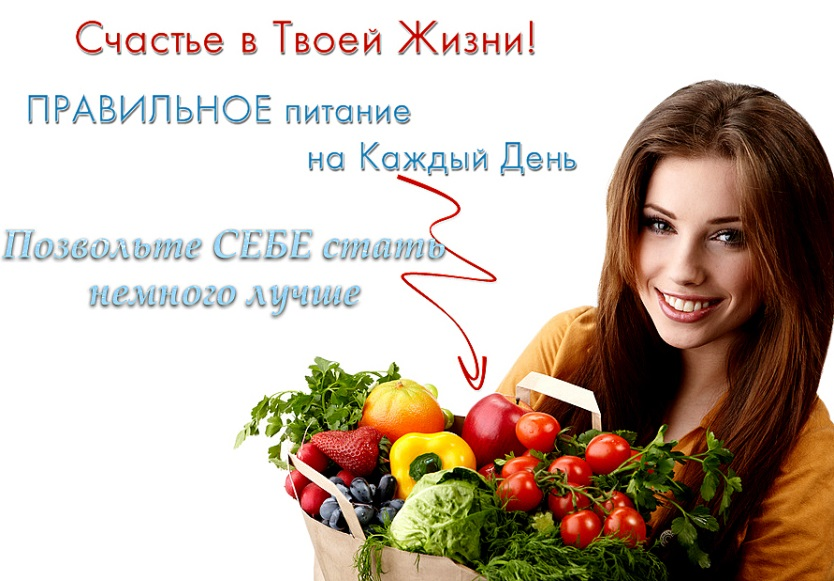 Счастье в Твоей Жизни!
ПРАВИЛЬНОЕ питание
на Каждый День
Позвольте СЕБЕ стать
немного лучше